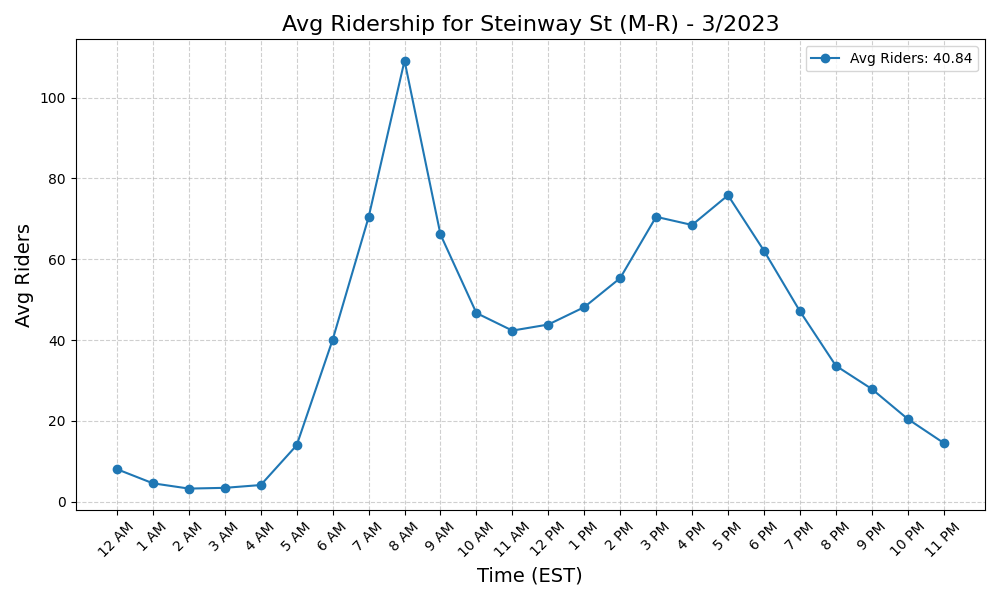 Avg Ridership for Steinway St (M-R) - 3/2023
Avg Riders: 40.84
Avg Riders
100
80
60
40
20
0
12 AM
1 AM
2 AM
3 AM
4 AM
5 AM
6 AM
7 AM
8 AM
9 AM
10 AM
11 AM
12 PM
1 PM
2 PM
3 PM
4 PM
5 PM
6 PM
7 PM
8 PM
9 PM
10 PM
11 PM
Time (EST)